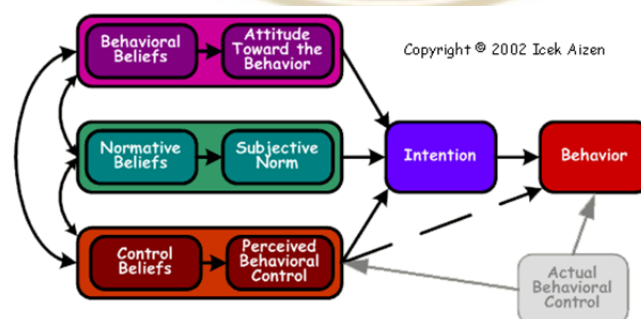 Behavioral
Beliefs
Attitude
Toward the
Behavior
Copyright © 2002 Icek Aizen
Normative
Beliefs
Subjective
Norm
Intention
Behavior
Control
Beliefs
Perceived
Behavioral
Control
Actual
Behavioral
Control